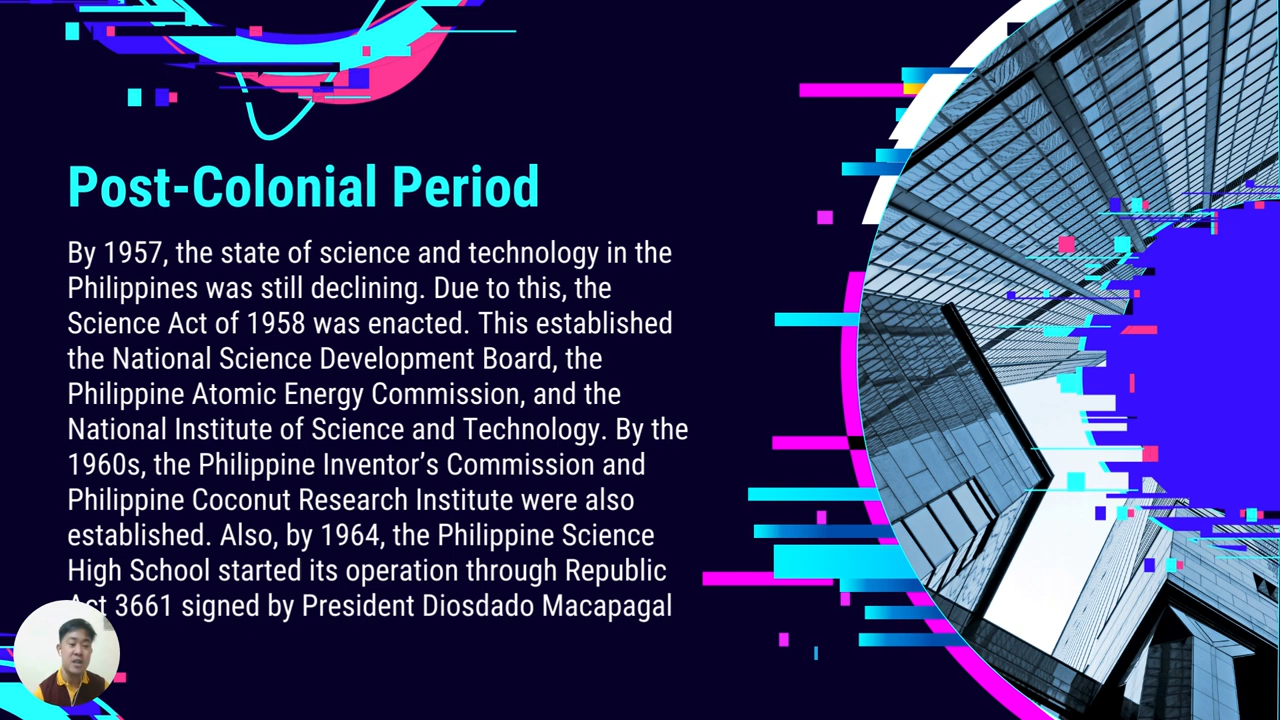 Post-Colonial Period
By 1957, the state of science and technology in the
Philippines was still declining. Due to this, the
Science Act of 1958 was enacted. This established
the National Science Development Board, the
Philippine Atomic Energy Commission, and the
National Institute of Science and Technology. By the
1960s, the Philippine Inventor’s Commission and
Philippine Coconut Research Institute were also
established. Also, by 1964, the Philippine Science
High School started its operation through Republic
Act 3661 signed by President Diosdado Macapagal